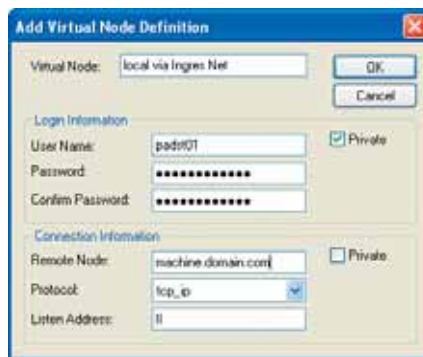 Add Virtual Node Definition
Virtual Node: local via Ingres Net
OK
Cancel
Login Information
User Name: padrt01 Private
Password: ••••••••••••
Confirm Password: ••••••••••••
Connection Information
Remote Node: machine.domain.com Private
Protocol: tcp_ip
Listen Address: II